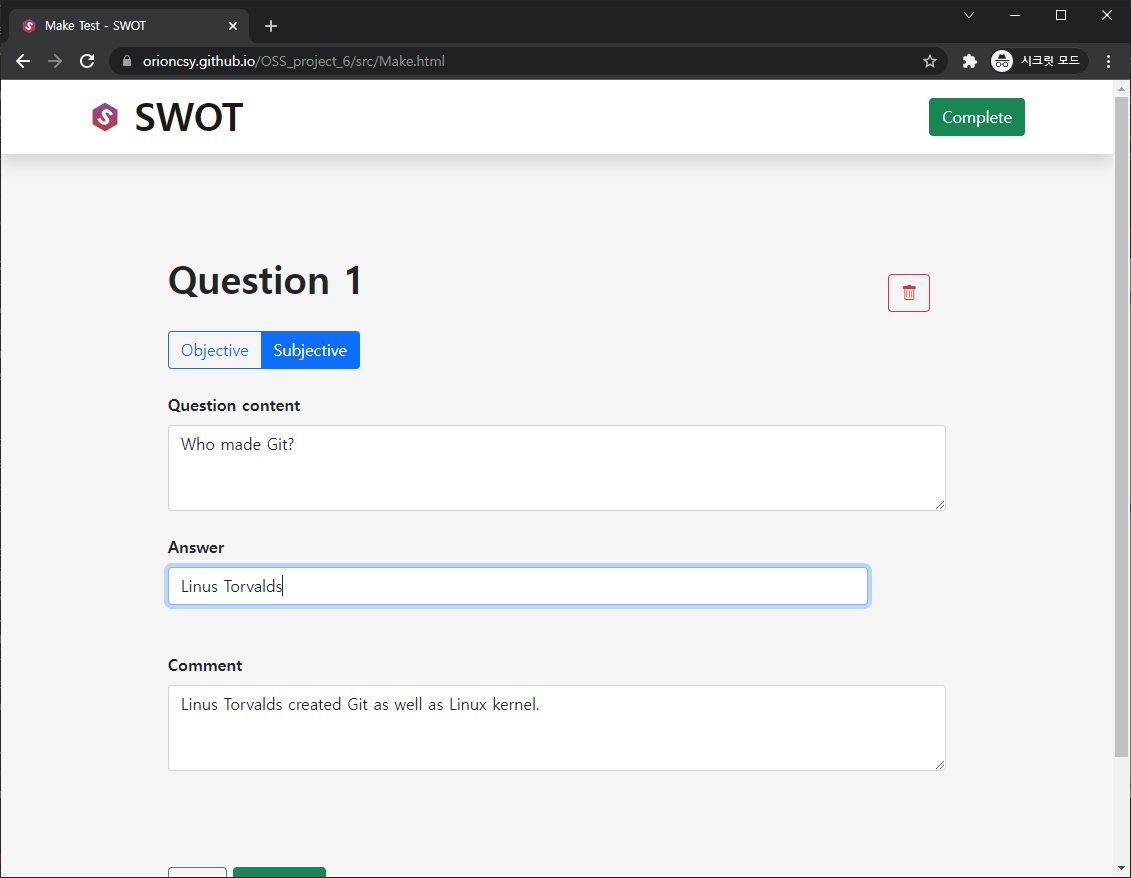 Make Test - SWOT
orioncsy.github.io/OSS_project_6/src/Make.html
시크릿 모드
SWOT
Complete
Question 1
Objective
Subjective
Question content
Who made Git?
Answer
Linus Torvalds
Comment
Linus Torvalds created Git as well as Linux kernel.